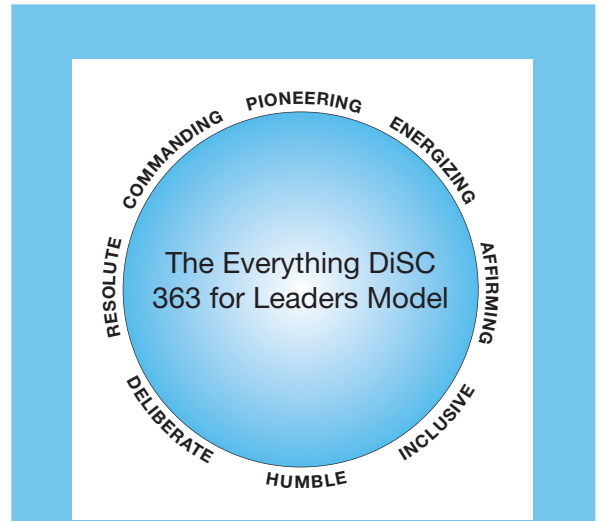 PIONEERING
ENERGIZING
AFFIRMING
INCLUSIVE
HUMBLE
DELIBERATE
RESOLUTE
COMMANDING
The Everything DiSC
363 for Leaders Model